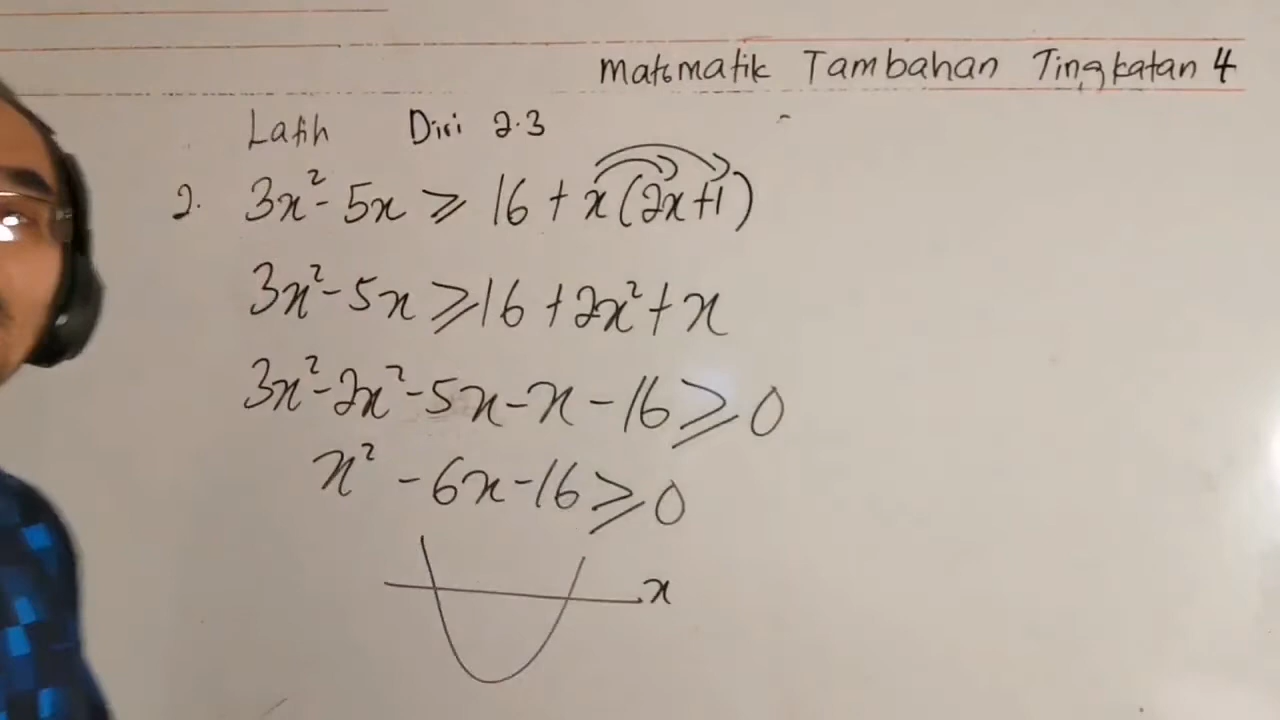 Matematik Tambahan Tingkatan 4
Latih Diri 2.3
2. 3x² - 5x ≥ 16 + x(2x+1)
3x² - 5x ≥ 16 + 2x² + x
3x² - 2x² - 5x - x - 16 ≥ 0
x² - 6x - 16 ≥ 0
x